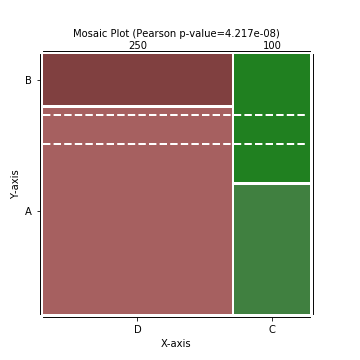 Mosaic Plot (Pearson p-value=4.217e-08)
250 100
B
Y-axis
A
D C
X-axis